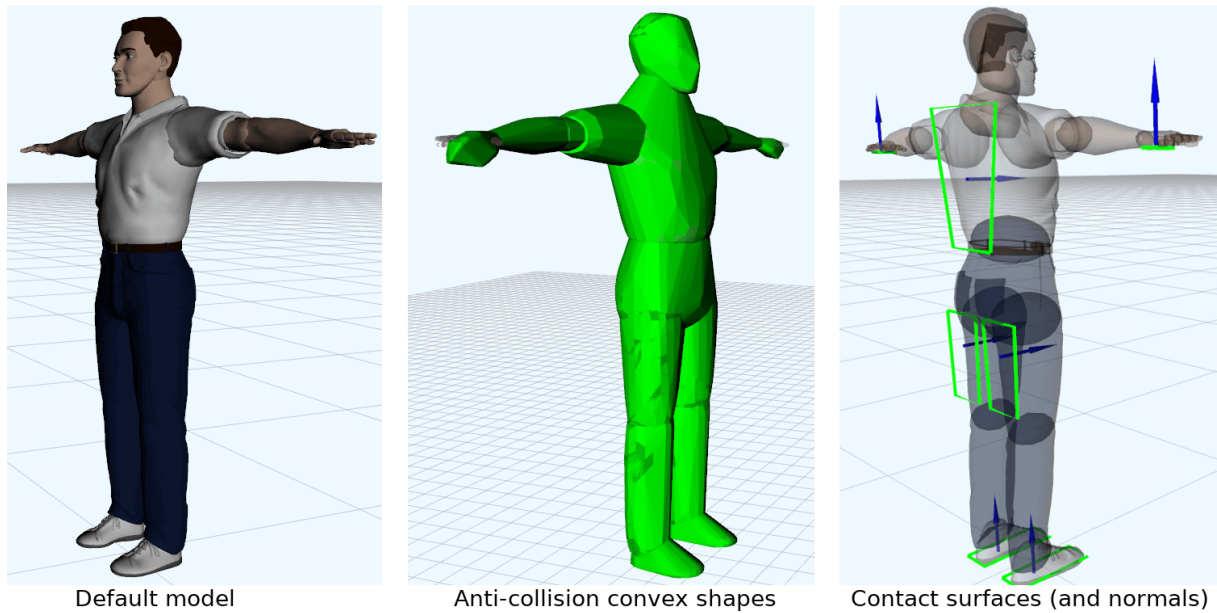 Default model
Anti-collision convex shapes
Contact surfaces (and normals)